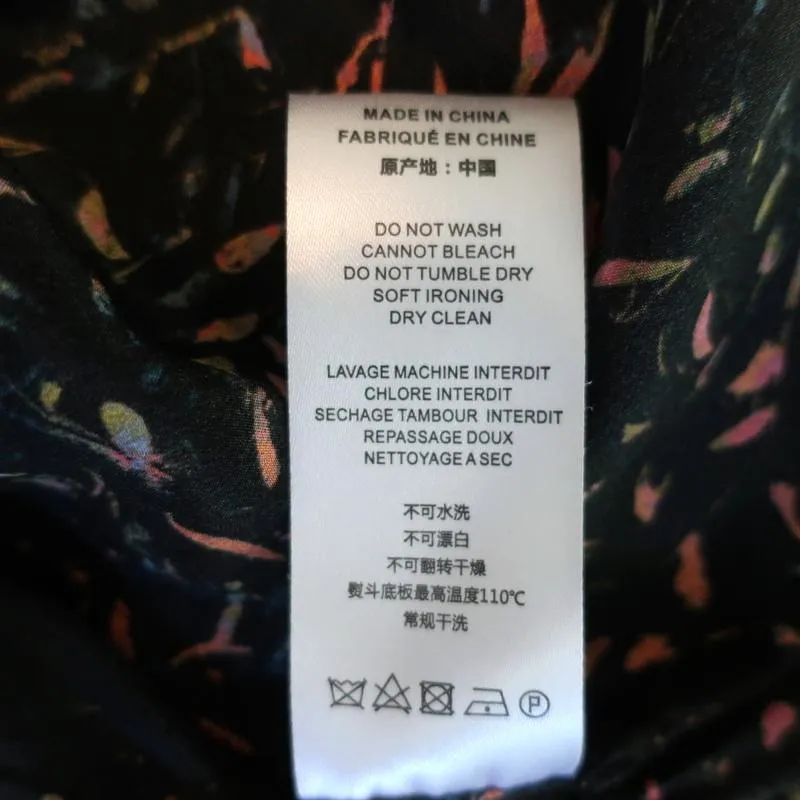 MADE IN CHINA
FABRIQUÉ EN CHINE
原产地：中国
DO NOT WASH
CANNOT BLEACH
DO NOT TUMBLE DRY
SOFT IRONING
DRY CLEAN
LAVAGE MACHINE INTERDIT
CHLORE INTERDIT
SECHAGE TAMBOUR INTERDIT
REPASSAGE DOUX
NETTOYAGE A SEC
不可水洗
不可漂白
不可翻转干燥
熨斗底板最高温度110℃
常规干洗
P